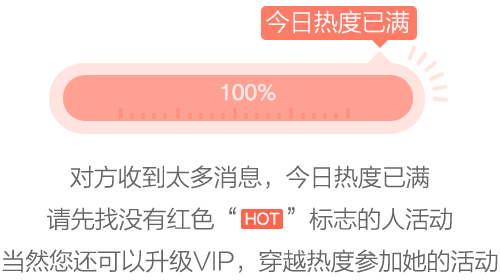 今日热度已满
100%
对方收到太多消息，今日热度已满
请先找没有红色“HOT”标志的人活动
当然您还可以升级VIP，穿越热度参加她的活动